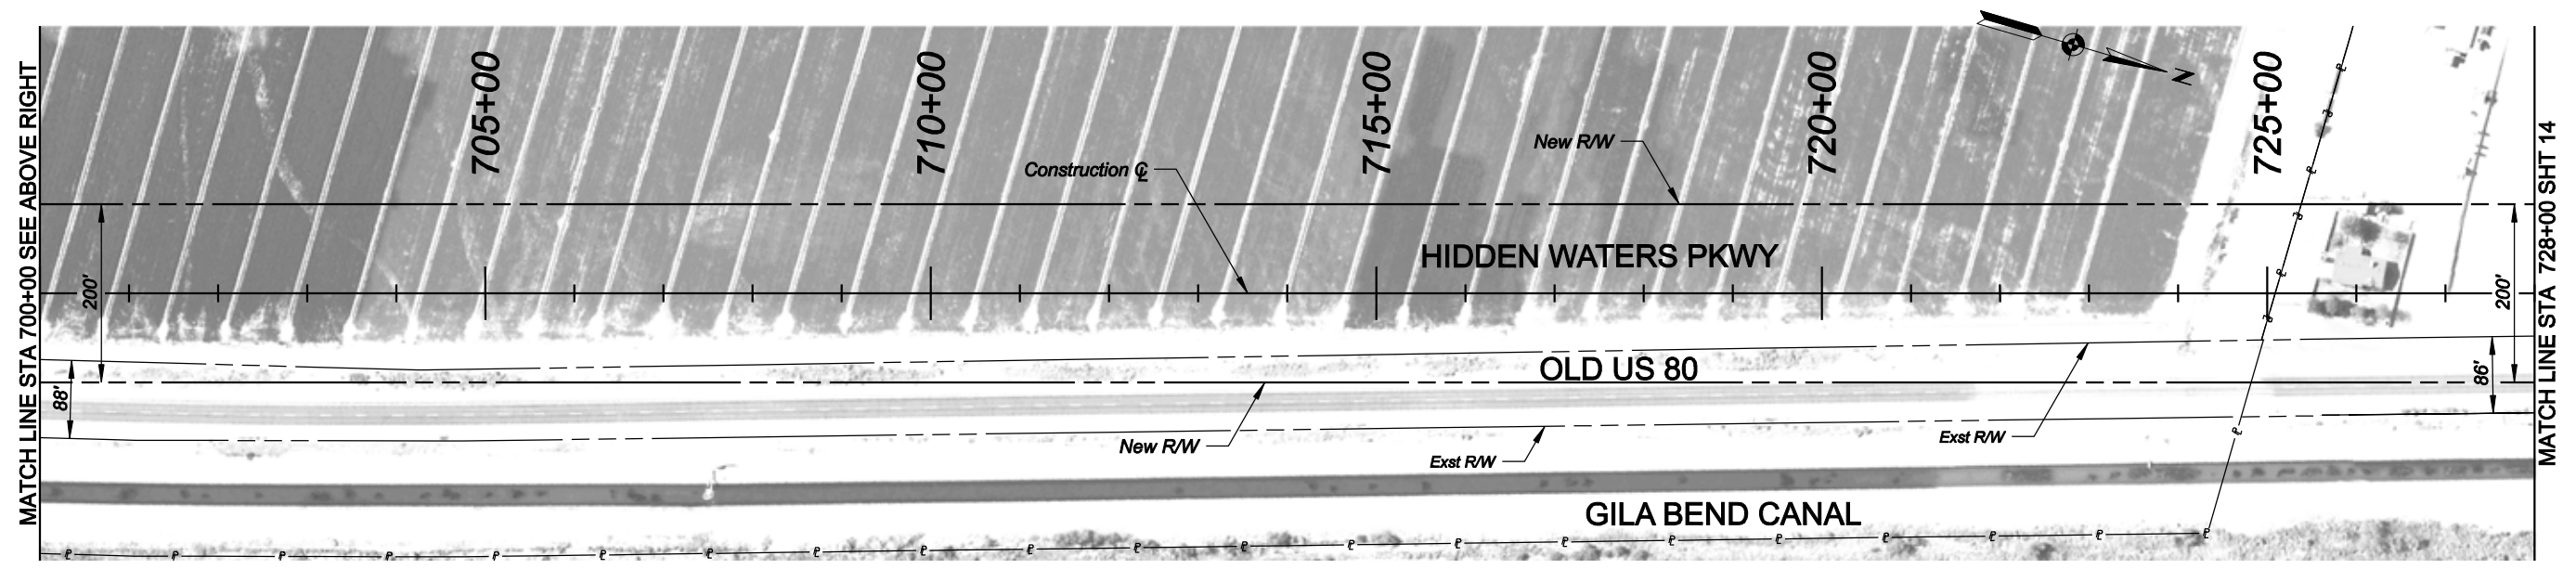 MATCH LINE STA 700+00 SEE ABOVE RIGHT
705+00
710+00
715+00
720+00
725+00
N
Construction ℄
New R/W
HIDDEN WATERS PKWY
200'
200'
OLD US 80
88'
86'
New R/W
Exst R/W
Exst R/W
GILA BEND CANAL
MATCH LINE STA 728+00 SHT 14